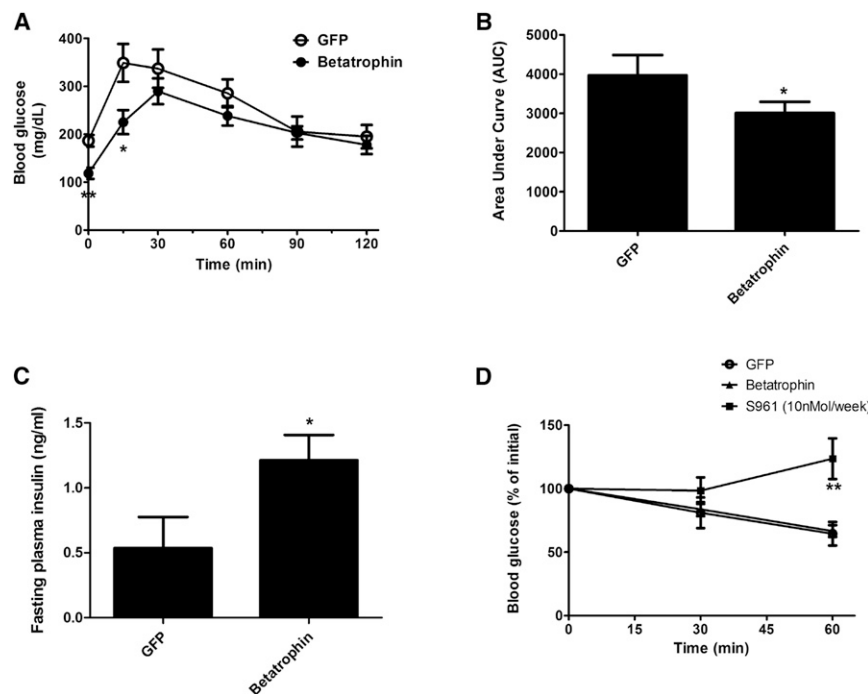 A
GFP
Betatrophin
Blood glucose
(mg/dL)
400
300
200
100
0
*
**
0 30 60 90 120
Time (min)
B
Area Under Curve (AUC)
5000
4000
3000
2000
1000
0
*
GFP
Betatrophin
C
Fasting plasma insulin (ng/ml)
1.5
1.0
0.5
0.0
*
GFP
Betatrophin
D
GFP
Betatrophin
S961 (10nMol/week)
Blood glucose (% of initial)
150
100
50
0
**
0 15 30 45 60
Time (min)